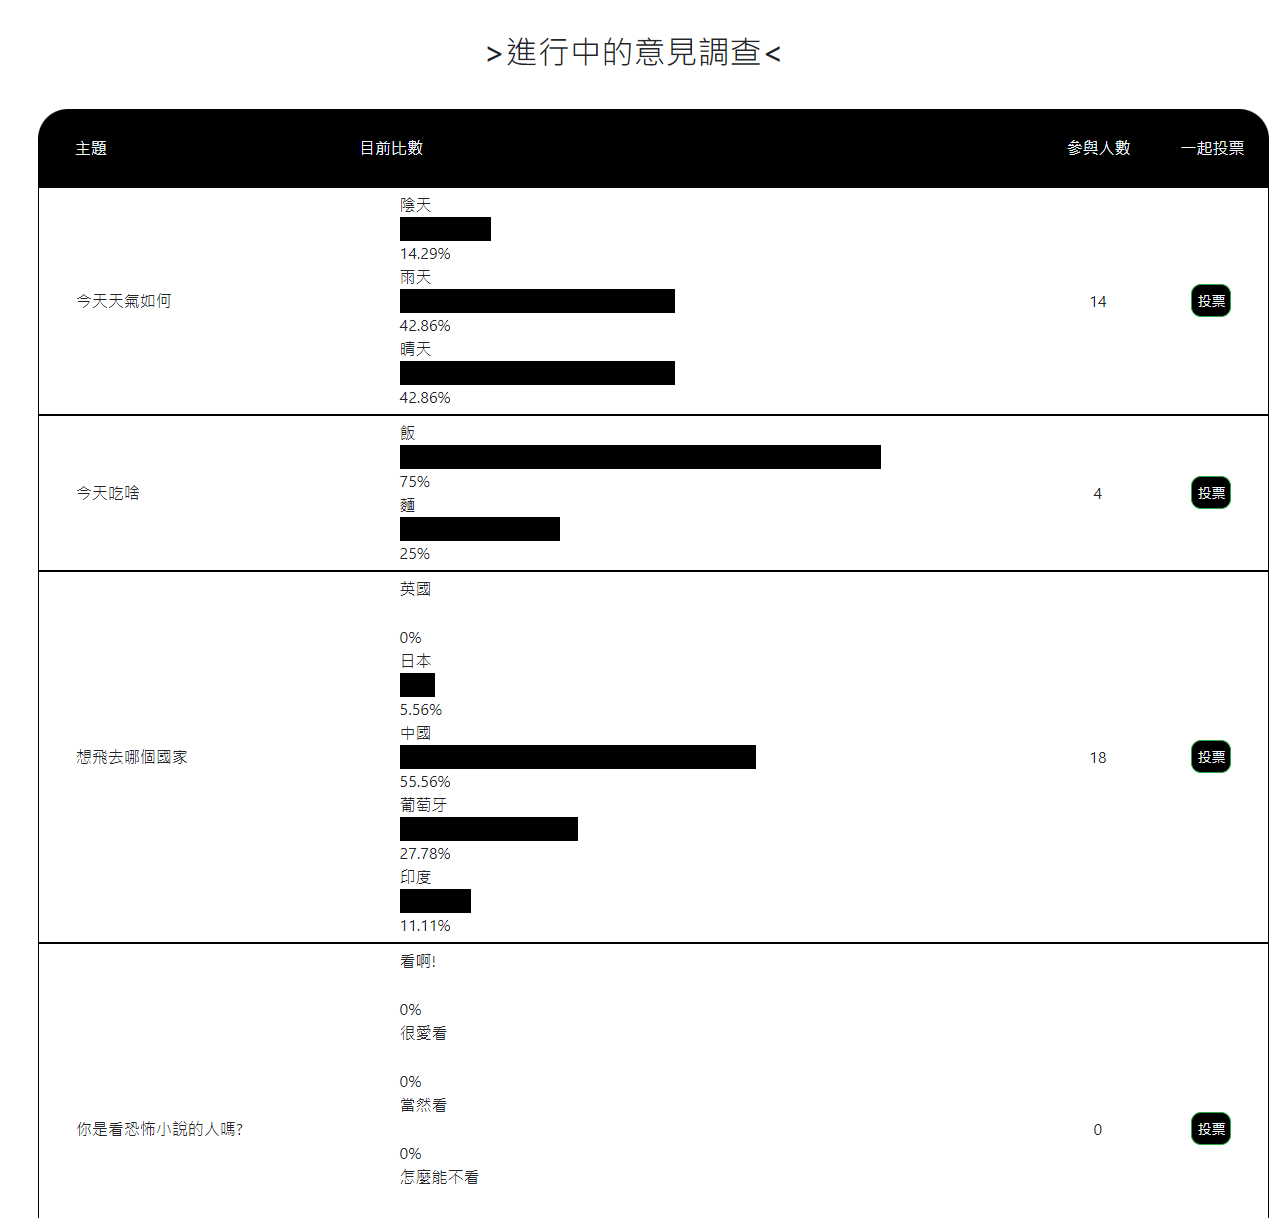 >進行中的意見調查<
主題 目前比數 參與人數 一起投票
陰天
14.29%
雨天
今天天氣如何 14 投票
42.86%
晴天
42.86%
飯
75%
今天吃啥 4 投票
麵
25%
英國
0%
日本
5.56%
中國
想飛去哪個國家 18 投票
55.56%
葡萄牙
27.78%
印度
11.11%
看啊!
0%
很愛看
0%
當然看
你是看恐怖小說的人嗎? 0 投票
0%
怎麼能不看